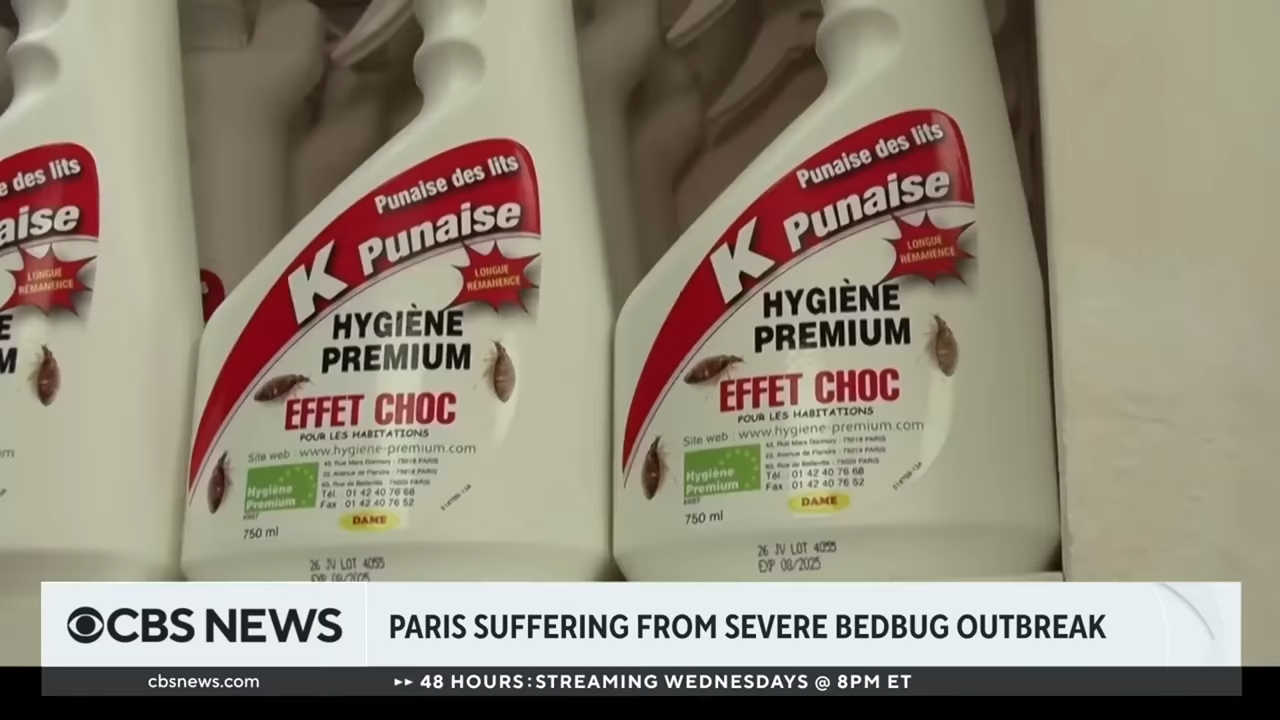 e des lits
aise
LONGUE
RÉMANENCE
E
M
Punaise des lits
K Punaise
LONGUE
RÉMANENCE
HYGIÈNE
PREMIUM
EFFET CHOC
POUR LES HABITATIONS
Site web : www.hygiene-premium.com
Hygiène
Premium
Tél : 01 42 40 76 68
Fax : 01 42 40 76 52
DAME
750 ml
26 JV LOT 4055
EXP 08/2025
Punaise des lits
K Punaise
LONGUE
RÉMANENCE
HYGIÈNE
PREMIUM
EFFET CHOC
POUR LES HABITATIONS
Site web : www.hygiene-premium.com
Hygiène
Premium
Tél : 01 42 40 76 68
Fax : 01 42 40 76 52
DAME
750 ml
26 JV LOT 4055
EXP 08/2025
CBS NEWS
PARIS SUFFERING FROM SEVERE BEDBUG OUTBREAK
cbsnews.com
48 HOURS: STREAMING WEDNESDAYS @ 8PM ET